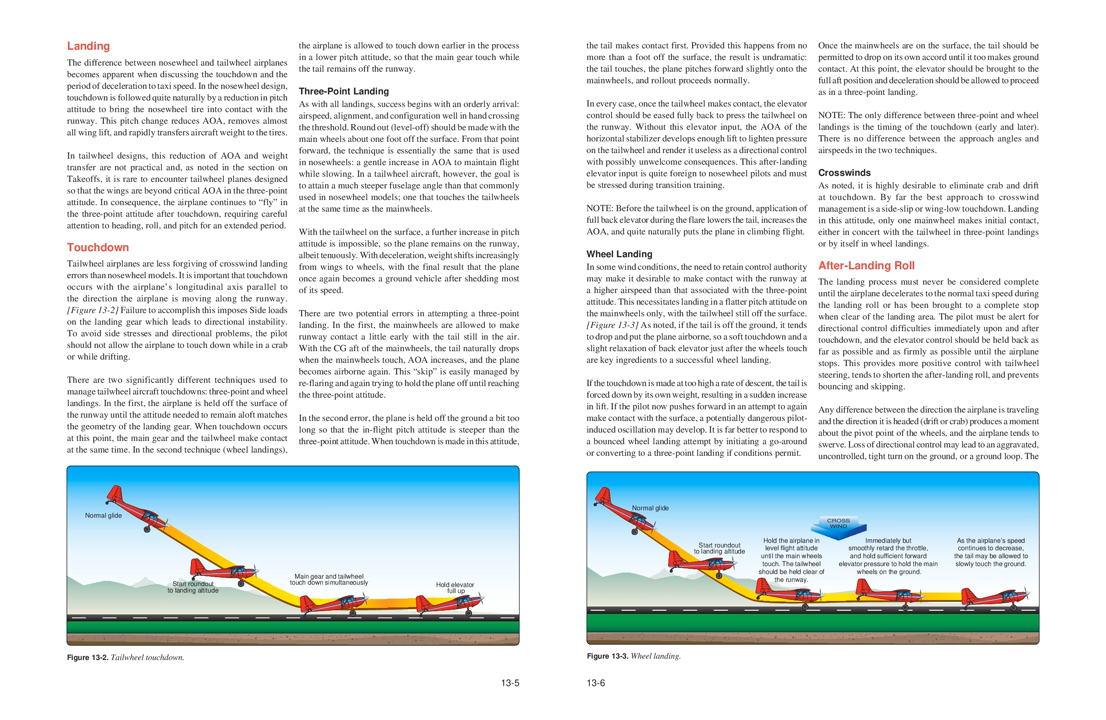 Landing
The difference between nosewheel and tailwheel airplanes
becomes apparent when discussing the touchdown and the
period of deceleration to taxi speed. In the nosewheel design,
touchdown is followed quite naturally by a reduction in pitch
attitude to bring the nosewheel tire into contact with the
runway. This pitch change reduces AOA, removes almost
all wing lift, and rapidly transfers aircraft weight to the tires.
In tailwheel designs, this reduction of AOA and weight
transfer are not practical and, as noted in the section on
Takeoffs, it is rare to encounter tailwheel planes designed
so that the wings are beyond critical AOA in the three-point
attitude. In consequence, the airplane continues to “fly” in
the three-point attitude after touchdown, requiring careful
attention to heading, roll, and pitch for an extended period.
Touchdown
Tailwheel airplanes are less forgiving of crosswind landing
errors than nosewheel models. It is important that touchdown
occurs with the airplane’s longitudinal axis parallel to
the direction the airplane is moving along the runway.
[Figure 13-2] Failure to accomplish this imposes Side loads
on the landing gear which leads to directional instability.
To avoid side stresses and directional problems, the pilot
should not allow the airplane to touch down while in a crab
or while drifting.
There are two significantly different techniques used to
manage tailwheel aircraft touchdowns: three-point and wheel
landings. In the first, the airplane is held off the surface of
the runway until the attitude needed to remain aloft matches
the geometry of the landing gear. When touchdown occurs
at this point, the main gear and the tailwheel make contact
at the same time. In the second technique (wheel landings),
the airplane is allowed to touch down earlier in the process
in a lower pitch attitude, so that the main gear touch while
the tail remains off the runway.
Three-Point Landing
As with all landings, success begins with an orderly arrival:
airspeed, alignment, and configuration well in hand crossing
the threshold. Round out (level-off) should be made with the
main wheels about one foot off the surface. From that point
forward, the technique is essentially the same that is used
in nosewheels: a gentle increase in AOA to maintain flight
while slowing. In a tailwheel aircraft, however, the goal is
to attain a much steeper fuselage angle than that commonly
used in nosewheel models; one that touches the tailwheels
at the same time as the mainwheels.
With the tailwheel on the surface, a further increase in pitch
attitude is impossible, so the plane remains on the runway,
albeit tenuously. With deceleration, weight shifts increasingly
from wings to wheels, with the final result that the plane
once again becomes a ground vehicle after shedding most
of its speed.
There are two potential errors in attempting a three-point
landing. In the first, the mainwheels are allowed to make
runway contact a little early with the tail still in the air.
With the CG aft of the mainwheels, the tail naturally drops
when the mainwheels touch, AOA increases, and the plane
becomes airborne again. This “skip” is easily managed by
re-flaring and again trying to hold the plane off until reaching
the three-point attitude.
In the second error, the plane is held off the ground a bit too
long so that the in-flight pitch attitude is steeper than the
three-point attitude. When touchdown is made in this attitude,
Normal glide
Start roundout
to landing altitude
Main gear and tailwheel
touch down simultaneously
Hold elevator
full up
Figure 13-2. Tailwheel touchdown.
13-5
the tail makes contact first. Provided this happens from no
more than a foot off the surface, the result is undramatic:
the tail touches, the plane pitches forward slightly onto the
mainwheels, and rollout proceeds normally.
In every case, once the tailwheel makes contact, the elevator
control should be eased fully back to press the tailwheel on
the runway. Without this elevator input, the AOA of the
horizontal stabilizer develops enough lift to lighten pressure
on the tailwheel and render it useless as a directional control
with possibly unwelcome consequences. This after-landing
elevator input is quite foreign to nosewheel pilots and must
be stressed during transition training.
NOTE: Before the tailwheel is on the ground, application of
full back elevator during the flare lowers the tail, increases the
AOA, and quite naturally puts the plane in climbing flight.
Wheel Landing
In some wind conditions, the need to retain control authority
may make it desirable to make contact with the runway at
a higher airspeed than that associated with the three-point
attitude. This necessitates landing in a flatter pitch attitude on
the mainwheels only, with the tailwheel still off the surface.
[Figure 13-3] As noted, if the tail is off the ground, it tends
to drop and put the plane airborne, so a soft touchdown and a
slight relaxation of back elevator just after the wheels touch
are key ingredients to a successful wheel landing.
If the touchdown is made at too high a rate of descent, the tail is
forced down by its own weight, resulting in a sudden increase
in lift. If the pilot now pushes forward in an attempt to again
make contact with the surface, a potentially dangerous pilot-
induced oscillation may develop. It is far better to respond to
a bounced wheel landing attempt by initiating a go-around
or converting to a three-point landing if conditions permit.
Once the mainwheels are on the surface, the tail should be
permitted to drop on its own accord until it too makes ground
contact. At this point, the elevator should be brought to the
full aft position and deceleration should be allowed to proceed
as in a three-point landing.
NOTE: The only difference between three-point and wheel
landings is the timing of the touchdown (early and later).
There is no difference between the approach angles and
airspeeds in the two techniques.
Crosswinds
As noted, it is highly desirable to eliminate crab and drift
at touchdown. By far the best approach to crosswind
management is a side-slip or wing-low touchdown. Landing
in this attitude, only one mainwheel makes initial contact,
either in concert with the tailwheel in three-point landings
or by itself in wheel landings.
After-Landing Roll
The landing process must never be considered complete
until the airplane decelerates to the normal taxi speed during
the landing roll or has been brought to a complete stop
when clear of the landing area. The pilot must be alert for
directional control difficulties immediately upon and after
touchdown, and the elevator control should be held back as
far as possible and as firmly as possible until the airplane
stops. This provides more positive control with tailwheel
steering, tends to shorten the after-landing roll, and prevents
bouncing and skipping.
Any difference between the direction the airplane is traveling
and the direction it is headed (drift or crab) produces a moment
about the pivot point of the wheels, and the airplane tends to
swerve. Loss of directional control may lead to an aggravated,
uncontrolled, tight turn on the ground, or a ground loop. The
Normal glide
Start roundout
to landing altitude
CROSS
WIND
Hold the airplane in
level flight attitude
until the main wheels
touch. The tailwheel
should be held clear of
the runway.
Immediately but
smoothly retard the throttle,
and hold sufficient forward
elevator pressure to hold the main
wheels on the ground.
As the airplane’s speed
continues to decrease,
the tail may be allowed to
slowly touch the ground.
Figure 13-3. Wheel landing.
13-6